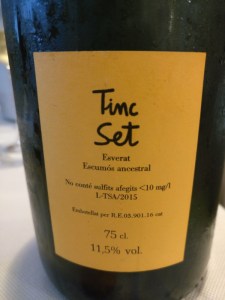 Tinc
Set
Esverat
Escumós ancestral
No conté sulfits afegits <10 mg/l
L-TSA/2015
Embotellat per R.E.08.901.16 cat
75 cl.
11,5% vol.